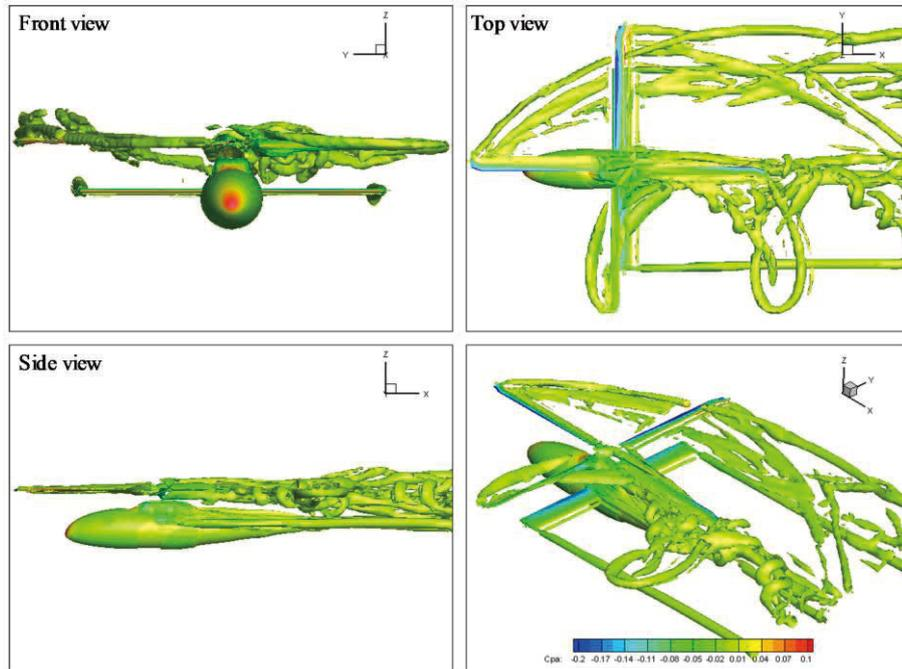 Front view
Z
Y X
Top view
Y
Z X
Side view
Z
Y X
Z
Y
X
Cpa: -0.2 -0.17 -0.14 -0.11 -0.08 -0.05 -0.02 0.01 0.04 0.07 0.1